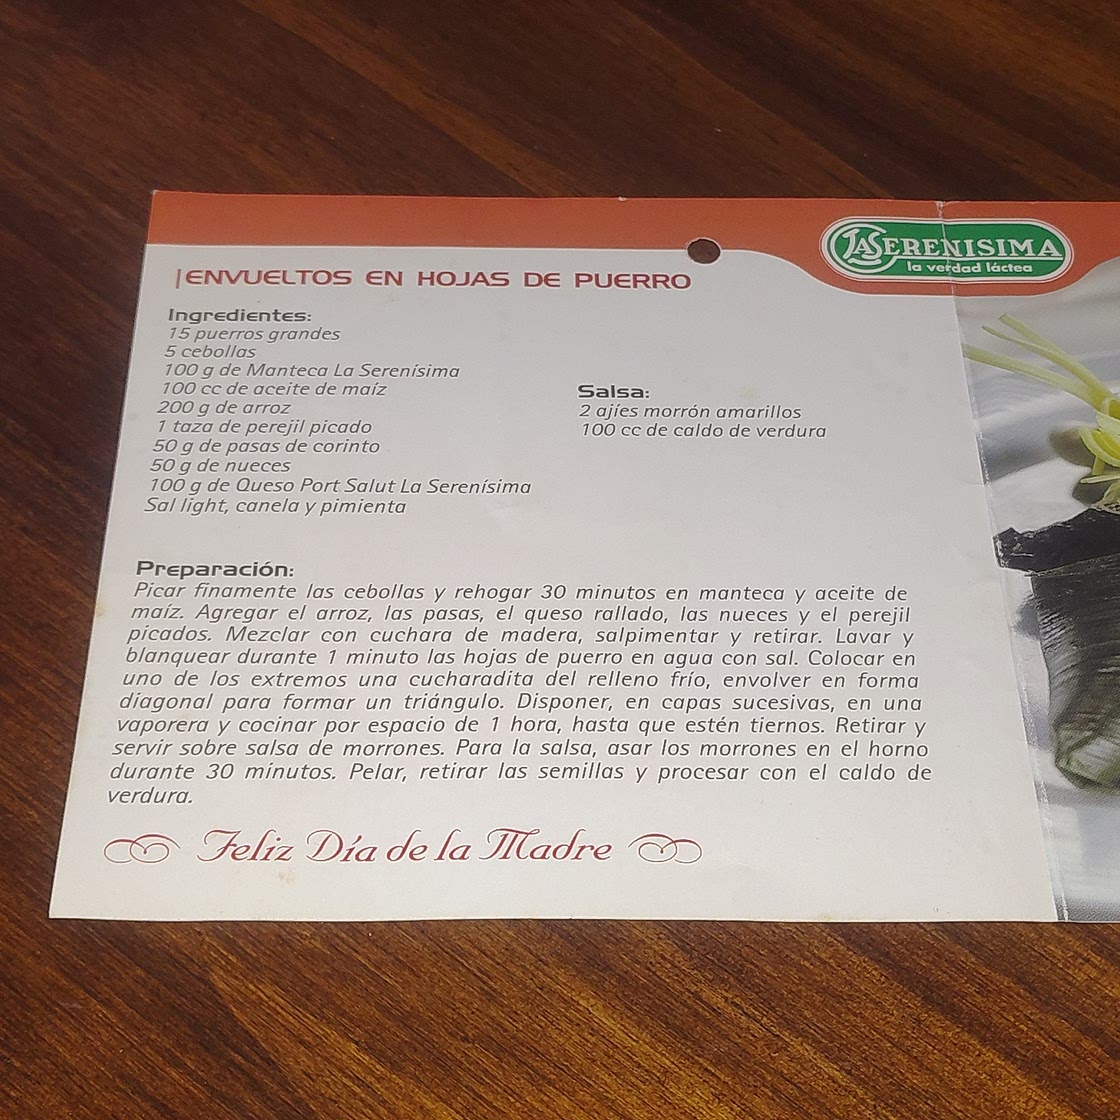 LASERENISIMA
la verdad láctea
ENVUELTOS EN HOJAS DE PUERRO
Ingredientes:
15 puerros grandes
5 cebollas
100 g de Manteca La Serenísima
100 cc de aceite de maíz
200 g de arroz
1 taza de perejil picado
50 g de pasas de corinto
50 g de nueces
100 g de Queso Port Salut La Serenísima
Sal light, canela y pimienta
Salsa:
2 ajíes morrón amarillos
100 cc de caldo de verdura
Preparación:
Picar finamente las cebollas y rehogar 30 minutos en manteca y aceite de
maíz. Agregar el arroz, las pasas, el queso rallado, las nueces y el perejil
picados. Mezclar con cuchara de madera, salpimentar y retirar. Lavar y
blanquear durante 1 minuto las hojas de puerro en agua con sal. Colocar en
uno de los extremos una cucharadita del relleno frío, envolver en forma
diagonal para formar un triángulo. Disponer, en capas sucesivas, en una
vaporera y cocinar por espacio de 1 hora, hasta que estén tiernos. Retirar y
servir sobre salsa de morrones. Para la salsa, asar los morrones en el horno
durante 30 minutos. Pelar, retirar las semillas y procesar con el caldo de
verdura.
Feliz Día de la Madre